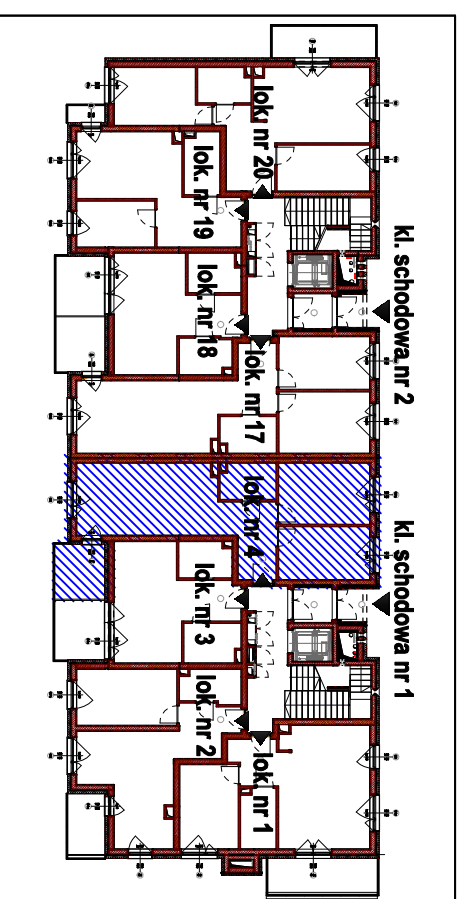 kl. schodowa nr 2
kl. schodowa nr 1
lok. nr 20
lok. nr 19
lok. nr 18
lok. nr 17
lok. nr 4
lok. nr 3
lok. nr 2
lok. nr 1